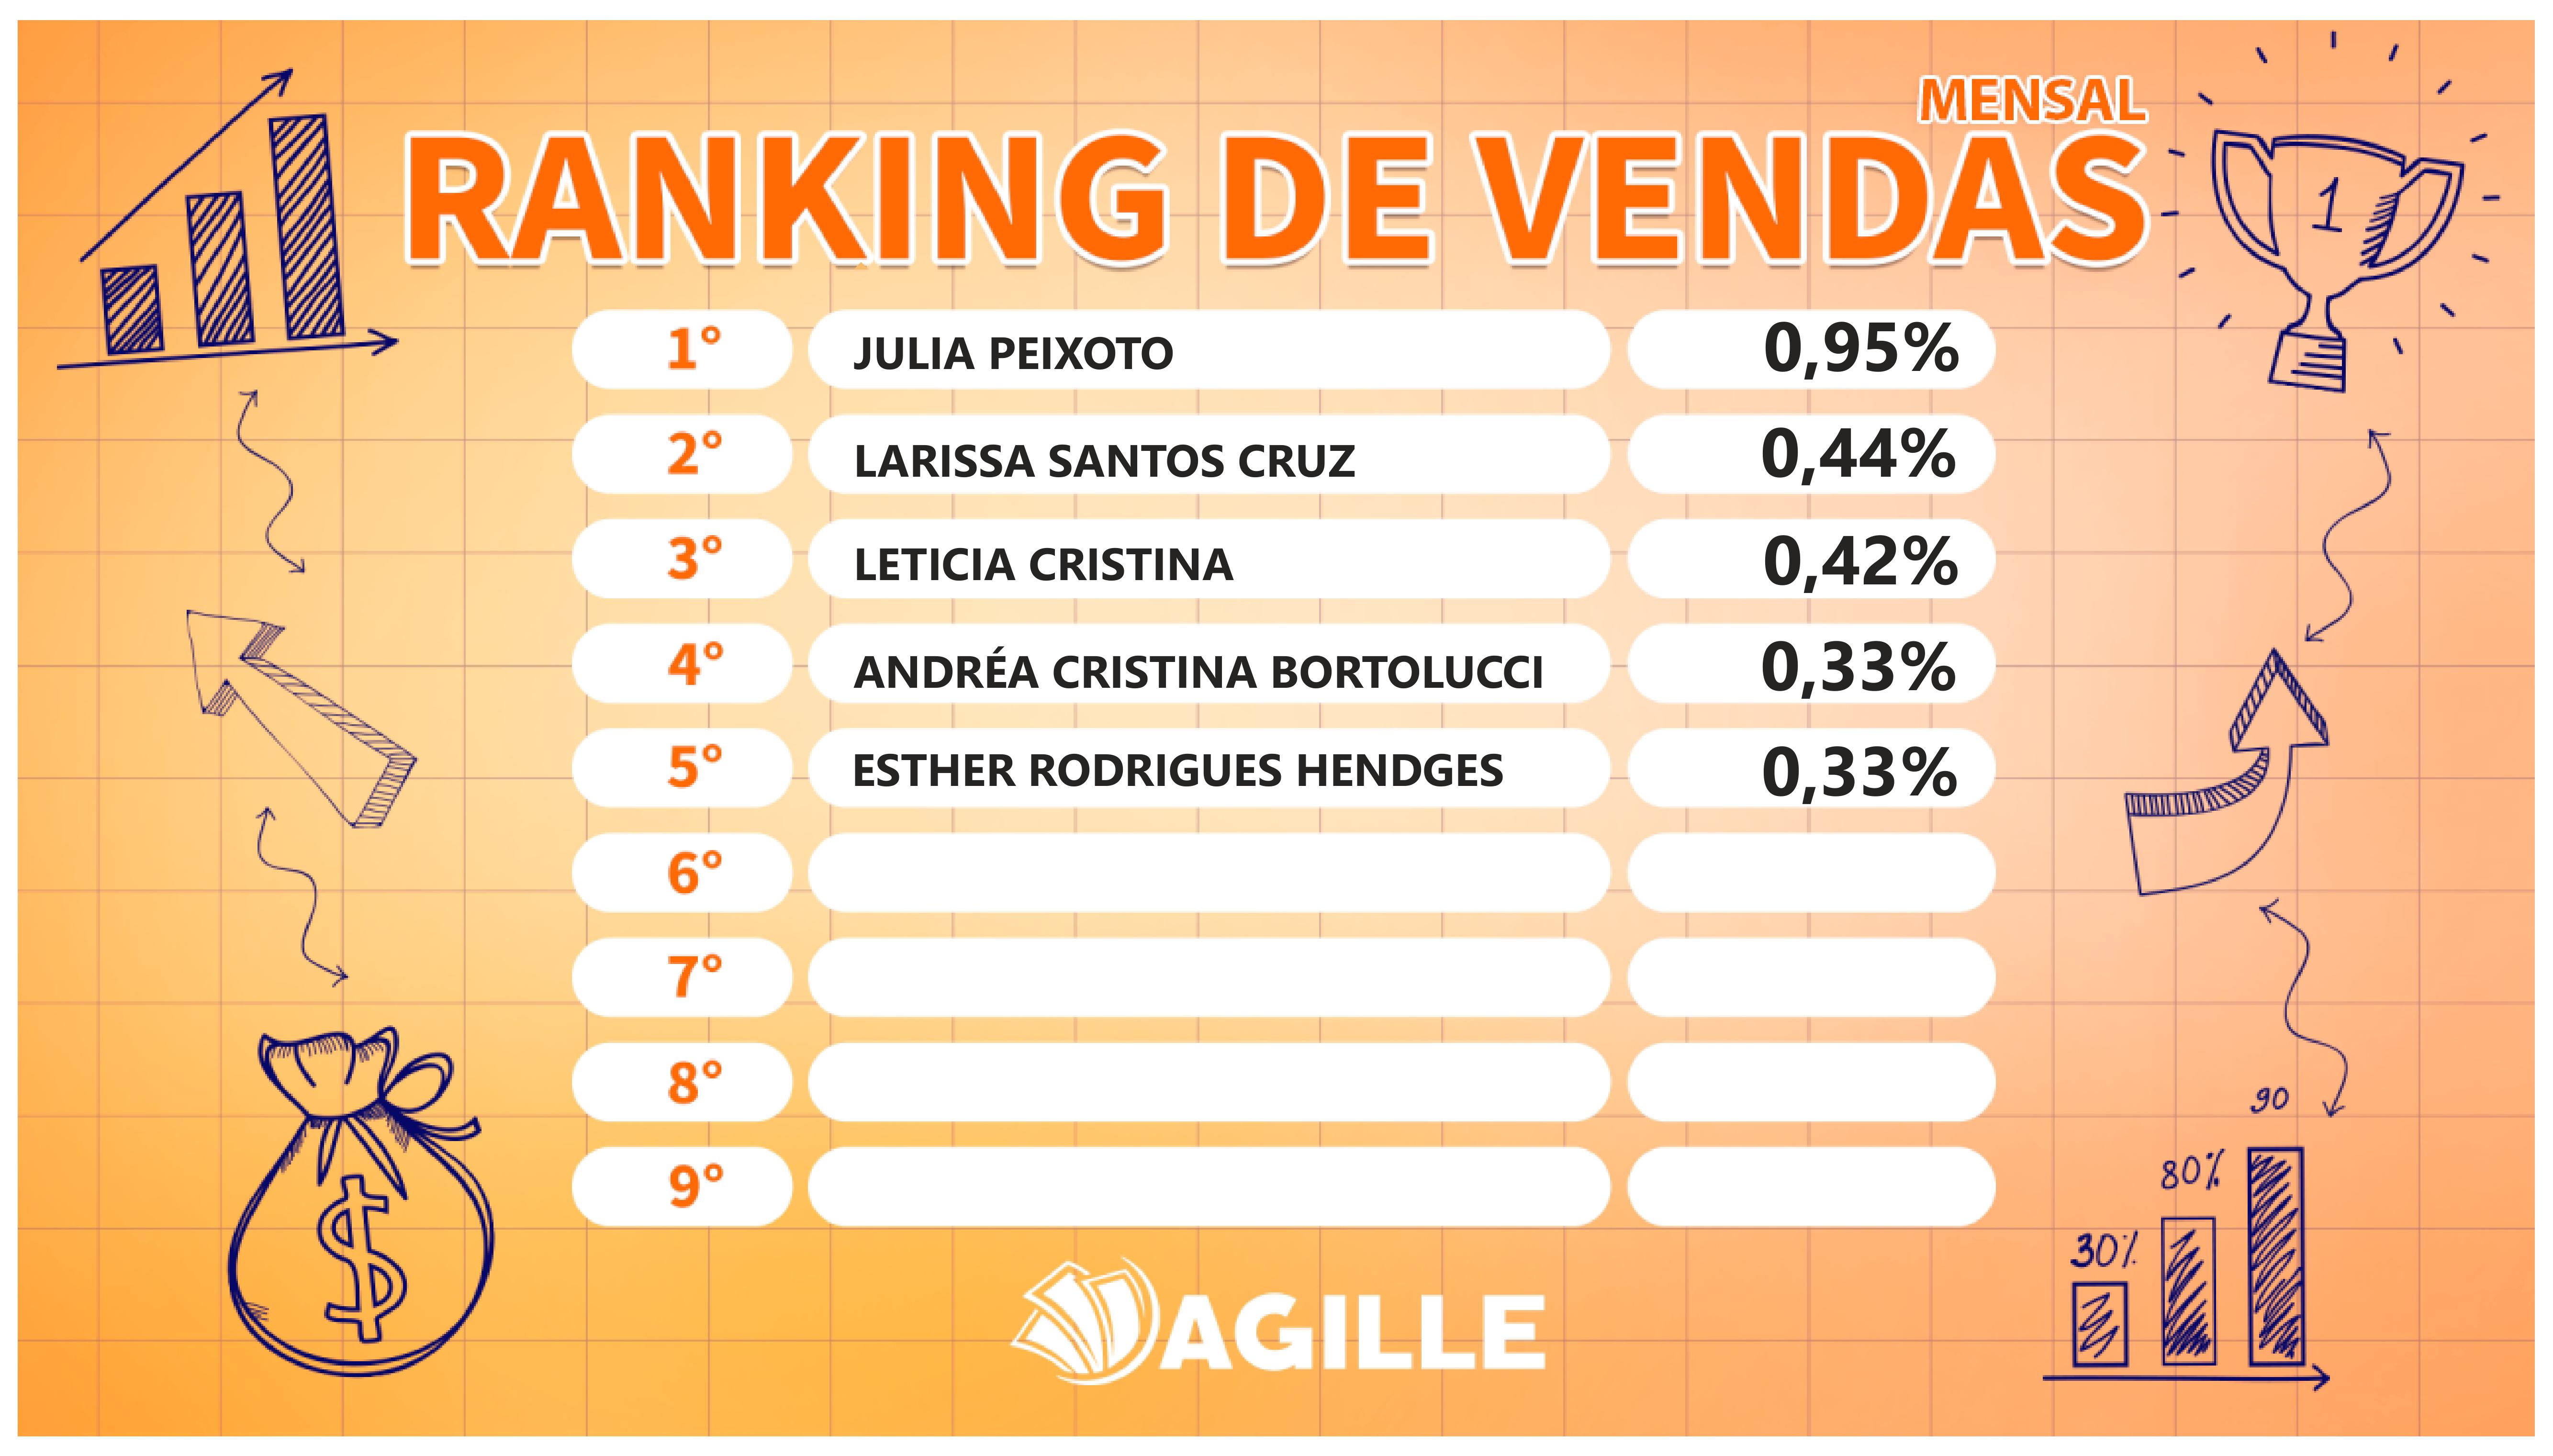 MENSAL
RANKING DE VENDAS
1
1° JULIA PEIXOTO 0,95%
2° LARISSA SANTOS CRUZ 0,44%
3° LETICIA CRISTINA 0,42%
4° ANDRÉA CRISTINA BORTOLUCCI 0,33%
5° ESTHER RODRIGUES HENDGES 0,33%
6°
7°
8°
9°
$
90
80%
30%
AGILLE